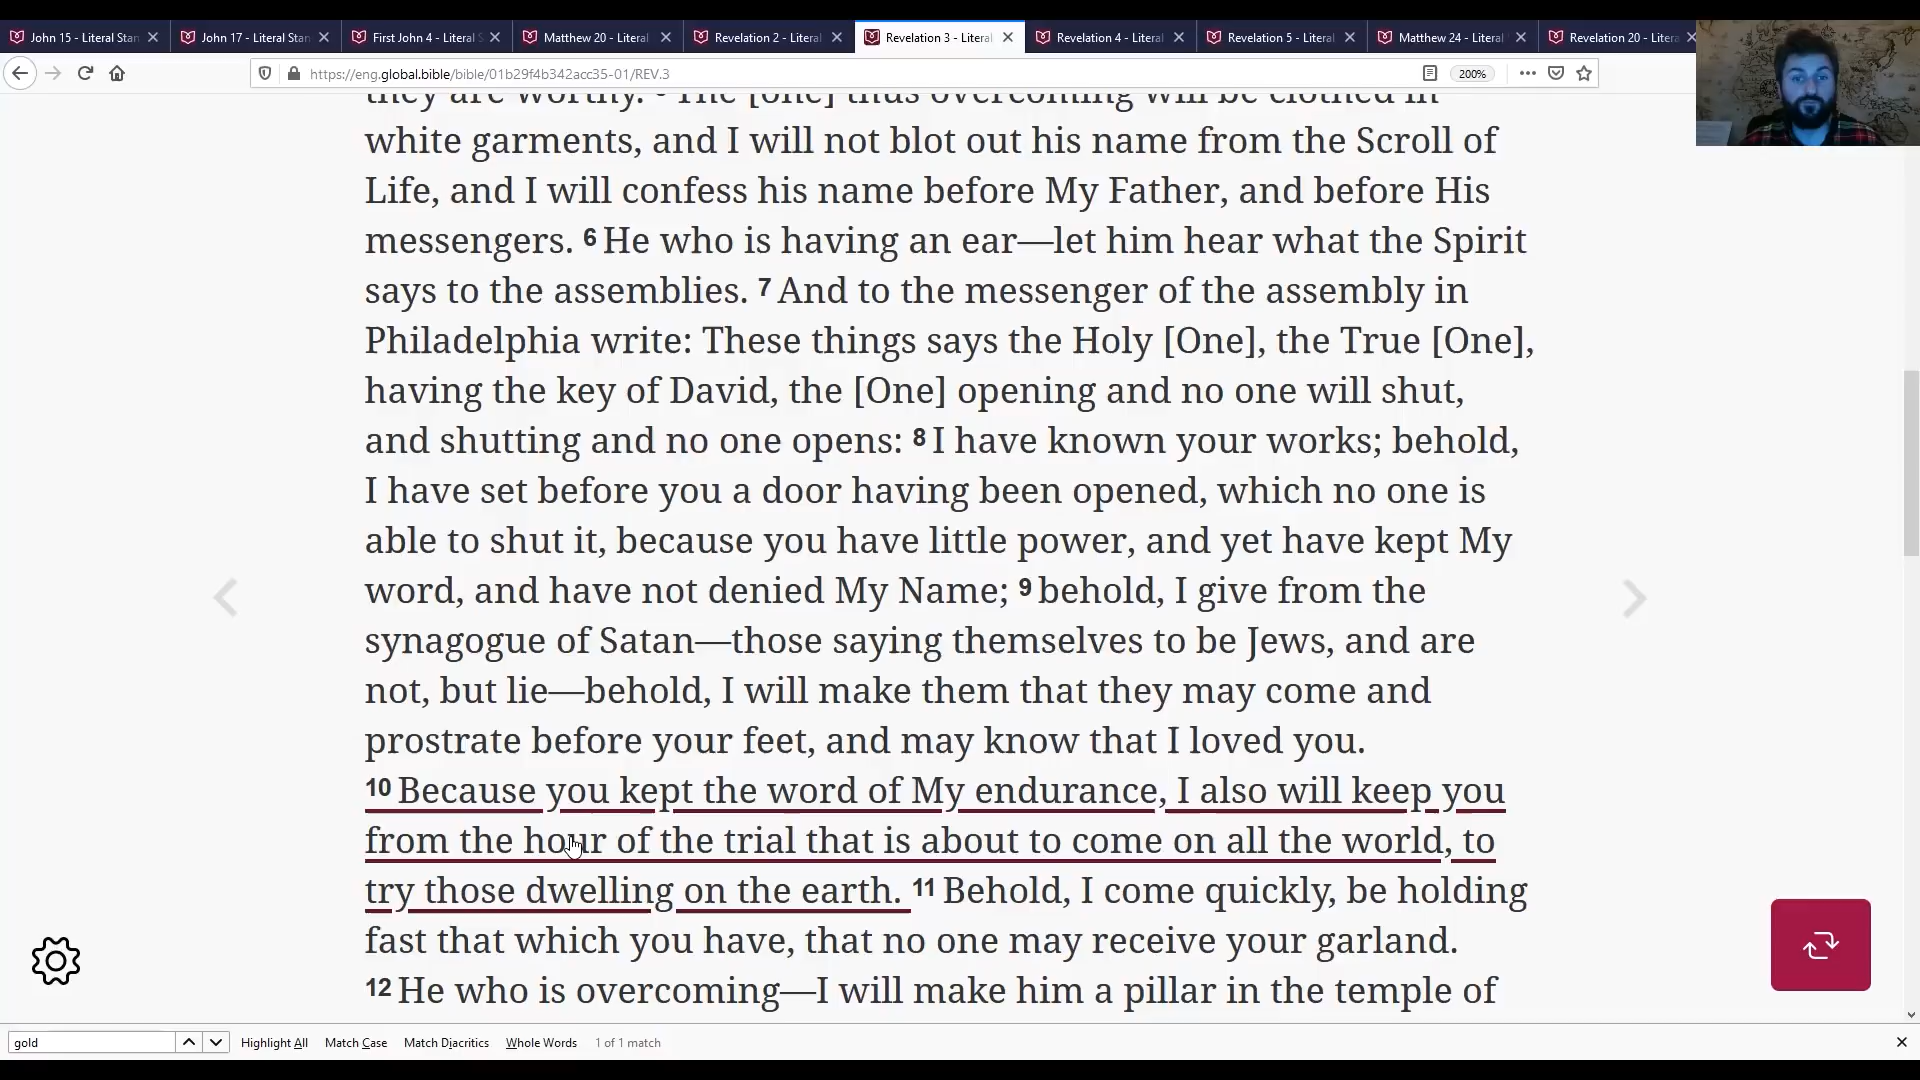 John 15 - Literal Stan
John 17 - Literal Stan
First John 4 - Literal S
Matthew 20 - Literal
Revelation 2 - Literal
Revelation 3 - Literal
Revelation 4 - Literal
Revelation 5 - Literal
Matthew 24 - Literal
Revelation 20 - Litera
https://eng.global.bible/bible/01b29f4b342acc35-01/REV.3
200%
they are worthy. 5 The [one] thus overcoming will be clothed in
white garments, and I will not blot out his name from the Scroll of
Life, and I will confess his name before My Father, and before His
messengers. 6 He who is having an ear—let him hear what the Spirit
says to the assemblies. 7 And to the messenger of the assembly in
Philadelphia write: These things says the Holy [One], the True [One],
having the key of David, the [One] opening and no one will shut,
and shutting and no one opens: 8 I have known your works; behold,
I have set before you a door having been opened, which no one is
able to shut it, because you have little power, and yet have kept My
word, and have not denied My Name; 9 behold, I give from the
synagogue of Satan—those saying themselves to be Jews, and are
not, but lie—behold, I will make them that they may come and
prostrate before your feet, and may know that I loved you.
10 Because you kept the word of My endurance, I also will keep you
from the hour of the trial that is about to come on all the world, to
try those dwelling on the earth. 11 Behold, I come quickly, be holding
fast that which you have, that no one may receive your garland.
12 He who is overcoming—I will make him a pillar in the temple of
gold
Highlight All
Match Case
Match Diacritics
Whole Words
1 of 1 match